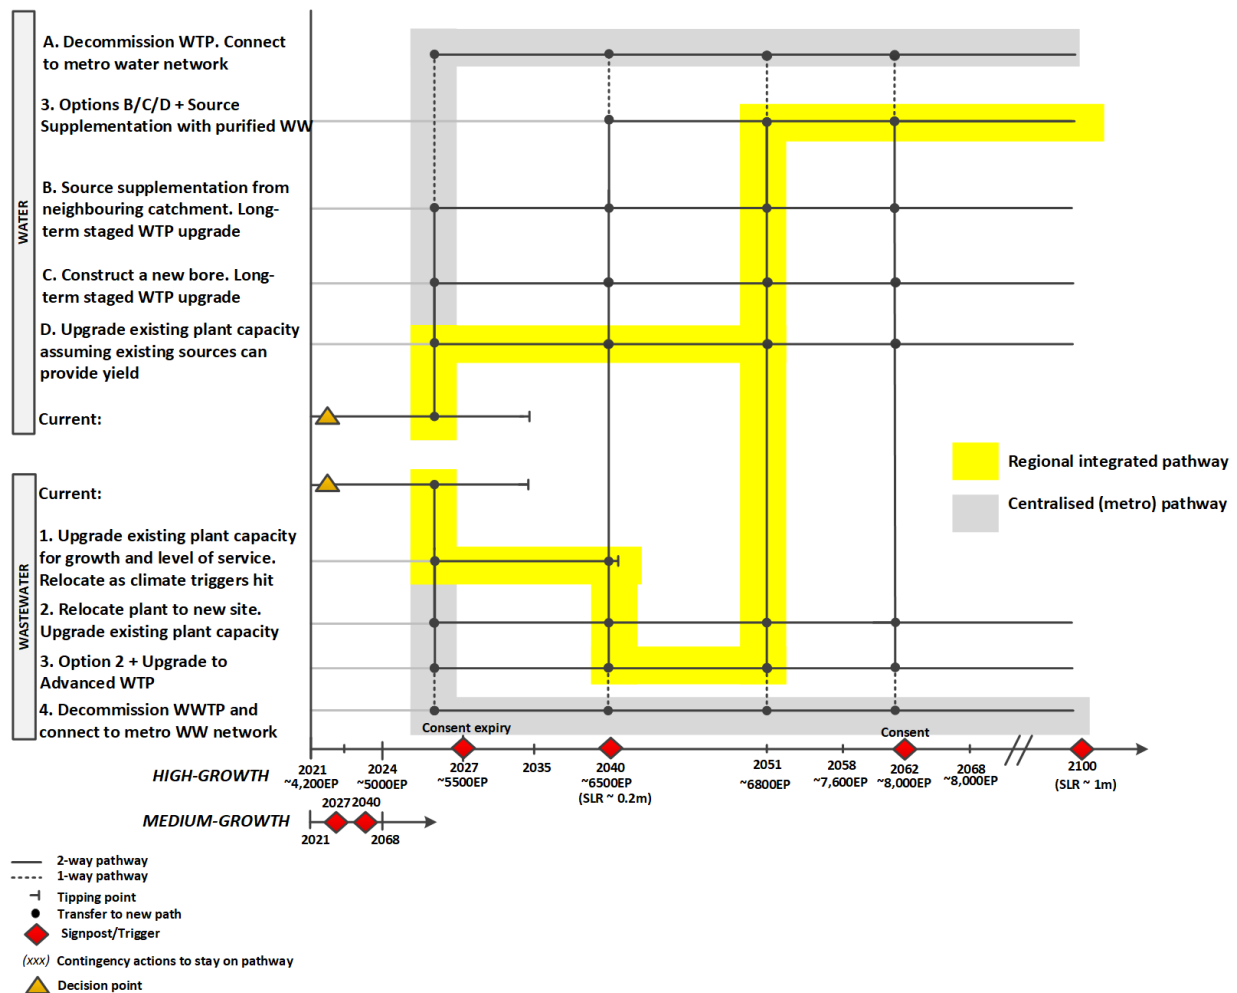 WATER
A. Decommission WTP. Connect
to metro water network
3. Options B/C/D + Source
Supplementation with purified WW
B. Source supplementation from
neighbouring catchment. Long-
term staged WTP upgrade
C. Construct a new bore. Long-
term staged WTP upgrade
D. Upgrade existing plant capacity
assuming existing sources can
provide yield
Current:
WASTEWATER
Current:
1. Upgrade existing plant capacity
for growth and level of service.
Relocate as climate triggers hit
2. Relocate plant to new site.
Upgrade existing plant capacity
3. Option 2 + Upgrade to
Advanced WTP
4. Decommission WWTP and
connect to metro WW network
Regional integrated pathway
Centralised (metro) pathway
Consent expiry
Consent
HIGH-GROWTH
2021
~4,200EP
2024
~5000EP
2027
~5500EP
2035
2040
~6500EP
(SLR ~ 0.2m)
2051
~6800EP
2058
~7,600EP
2062
~8,000EP
2068
~8,000EP
2100
(SLR ~ 1m)
MEDIUM-GROWTH
2027
2040
2021
2068
2-way pathway
1-way pathway
Tipping point
Transfer to new path
Signpost/Trigger
(xxx) Contingency actions to stay on pathway
Decision point